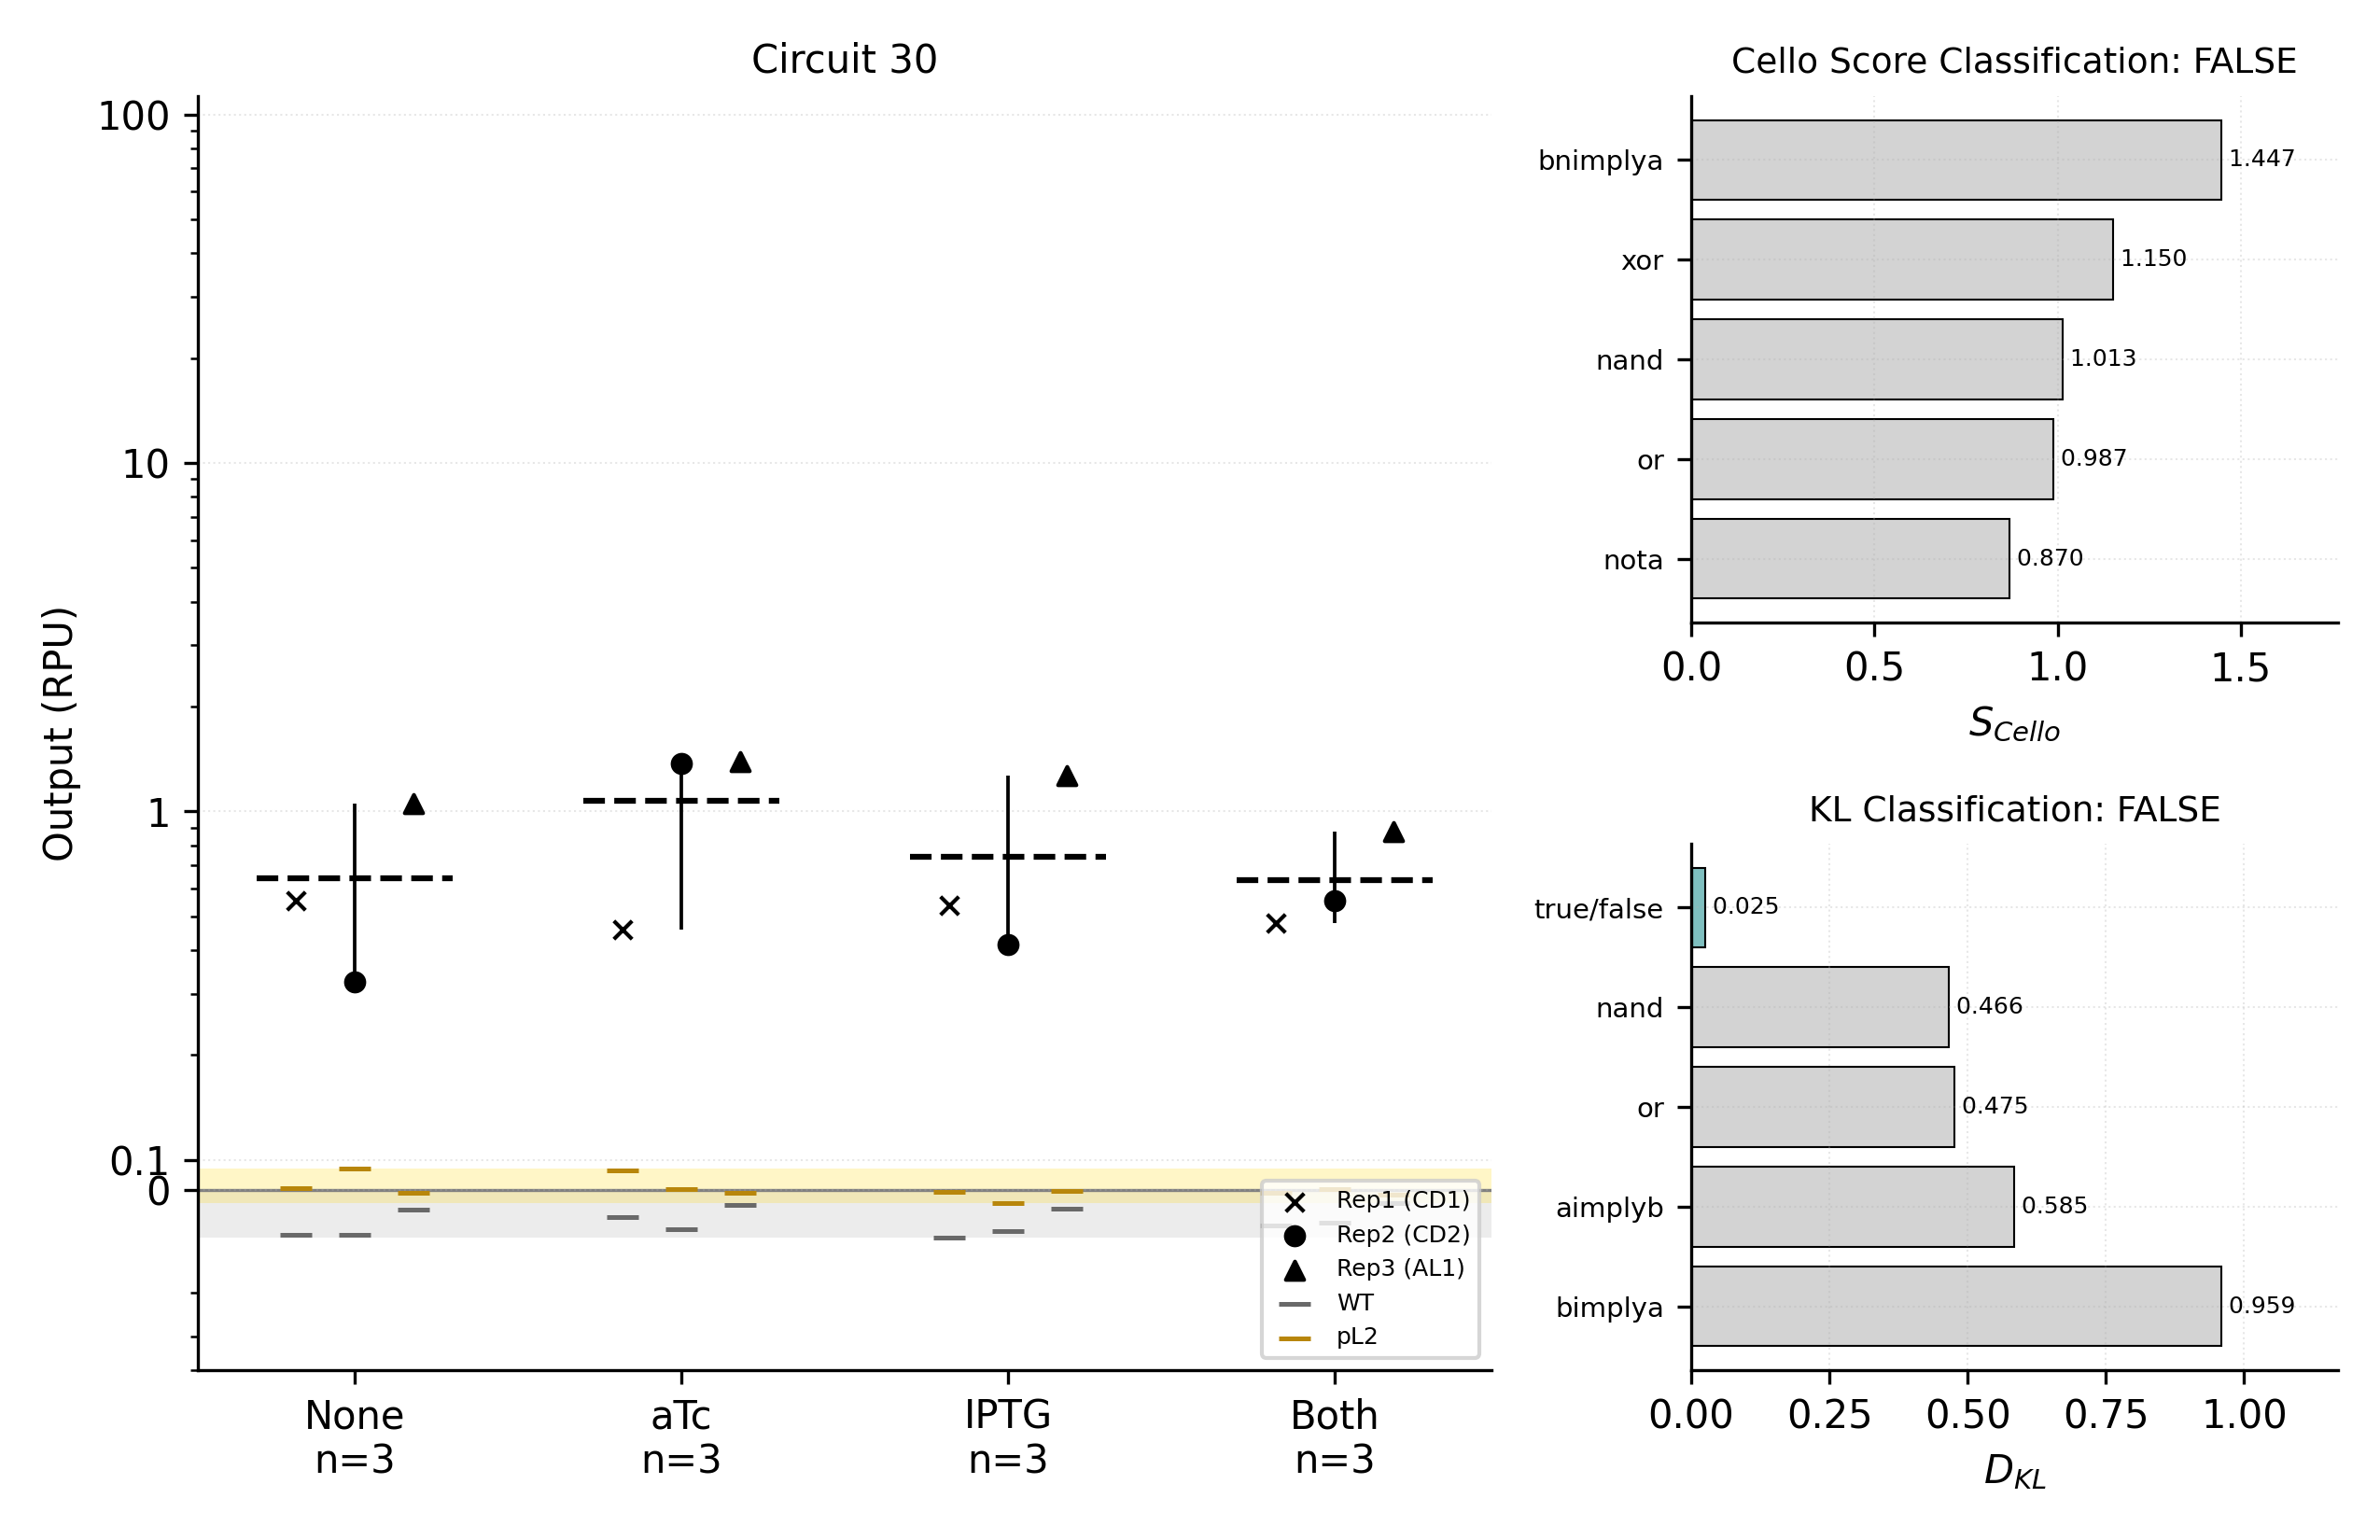 Circuit 30
Output (RPU)
100
10
1
0.1
0
None
n=3
aTc
n=3
IPTG
n=3
Both
n=3
Rep1 (CD1)
Rep2 (CD2)
Rep3 (AL1)
WT
pL2
Cello Score Classification: FALSE
bnimplya
1.447
xor
1.150
nand
1.013
or
0.987
nota
0.870
0.0
0.5
1.0
1.5
S_Cello
KL Classification: FALSE
true/false
0.025
nand
0.466
or
0.475
aimplyb
0.585
bimplya
0.959
0.00
0.25
0.50
0.75
1.00
D_KL